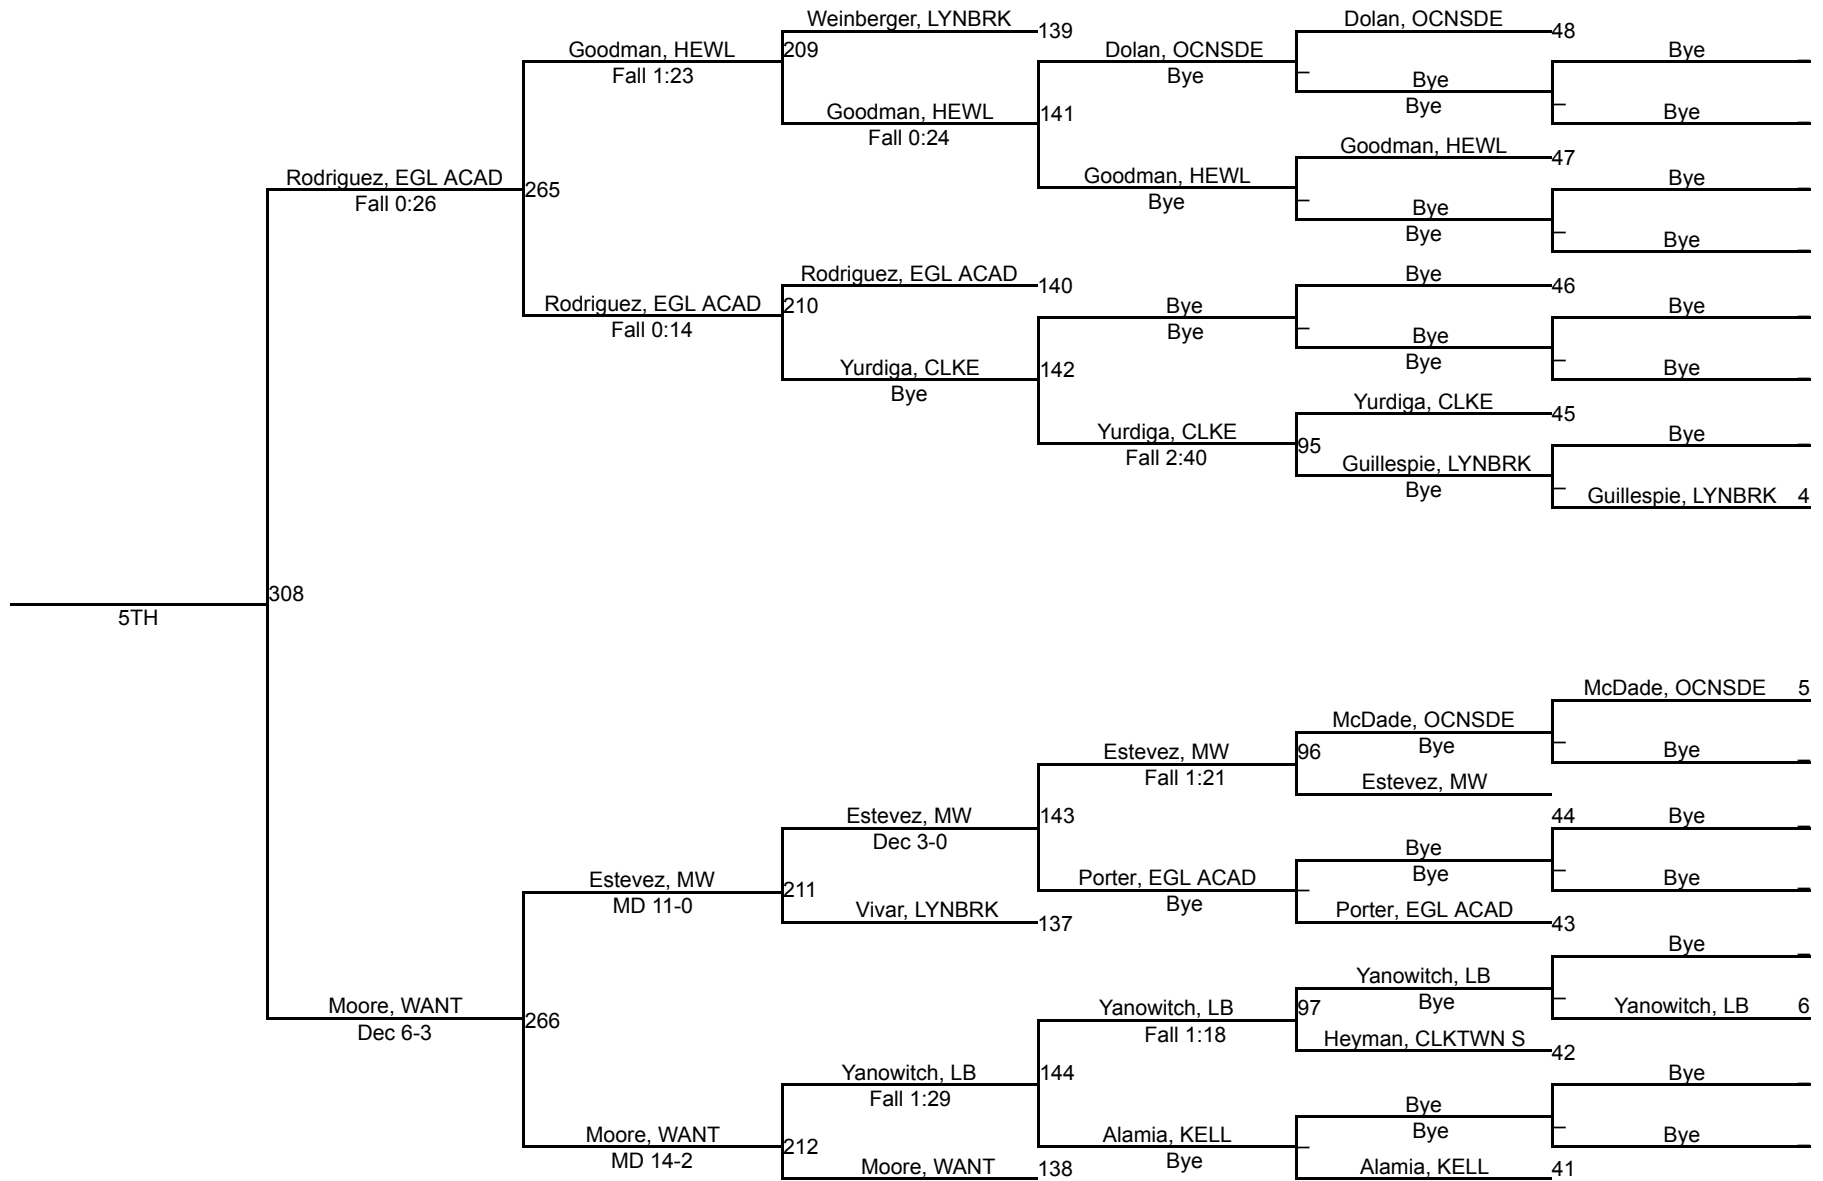 Weinberger, LYNBRK 139
Dolan, OCNSDE 48
Goodman, HEWL 209 Dolan, OCNSDE Bye _
Fall 1:23 Bye _ Bye
Bye
Goodman, HEWL 141 _ Bye _
Fall 0:24
Goodman, HEWL 47
Rodriguez, EGL ACAD 265 Goodman, HEWL Bye _
Fall 0:26 Bye _ Bye
Bye
_ Bye _
Rodriguez, EGL ACAD 140 Bye 46
Rodriguez, EGL ACAD 210 Bye Bye _
Fall 0:14 Bye _ Bye
Bye
Yurdiga, CLKE 142 _ Bye _
Bye
Yurdiga, CLKE 45
Yurdiga, CLKE 95 Bye _
Fall 2:40 Guillespie, LYNBRK
Bye
_ Guillespie, LYNBRK 4
308
5TH
McDade, OCNSDE 5
McDade, OCNSDE
Estevez, MW 96 Bye _ Bye _
Fall 1:21 Estevez, MW
Estevez, MW 143 44 Bye _
Dec 3-0
Bye
Estevez, MW 211 Porter, EGL ACAD _ Bye _ Bye _
MD 11-0 Bye
Vivar, LYNBRK 137 Porter, EGL ACAD 43
Bye _
Yanowitch, LB
Moore, WANT 266 Yanowitch, LB 97 Bye _ Yanowitch, LB 6
Dec 6-3 Fall 1:18
Heyman, CLKTWN S 42
Yanowitch, LB 144 Bye _
Fall 1:29
Bye
Moore, WANT 212 Alamia, KELL _ Bye _ Bye _
MD 14-2 Bye
Moore, WANT 138 Alamia, KELL 41